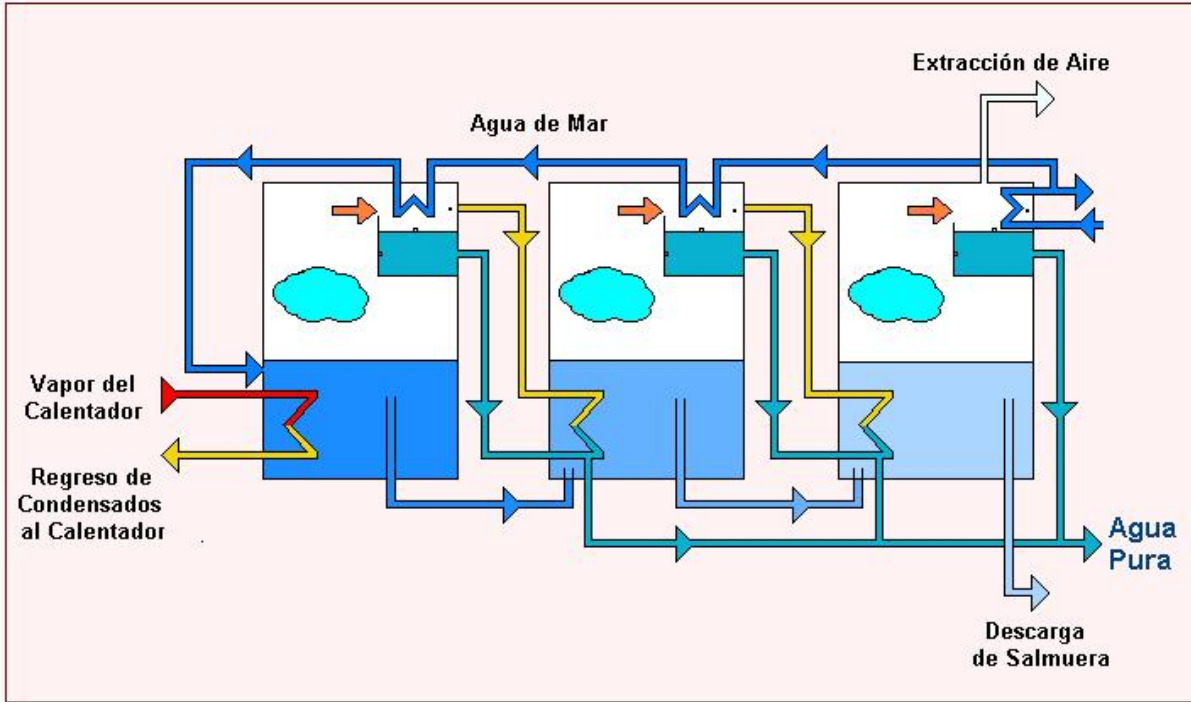 Extracción de Aire
Agua de Mar
Vapor del
Calentador
Regreso de
Condensados
al Calentador
Agua
Pura
Descarga
de Salmuera